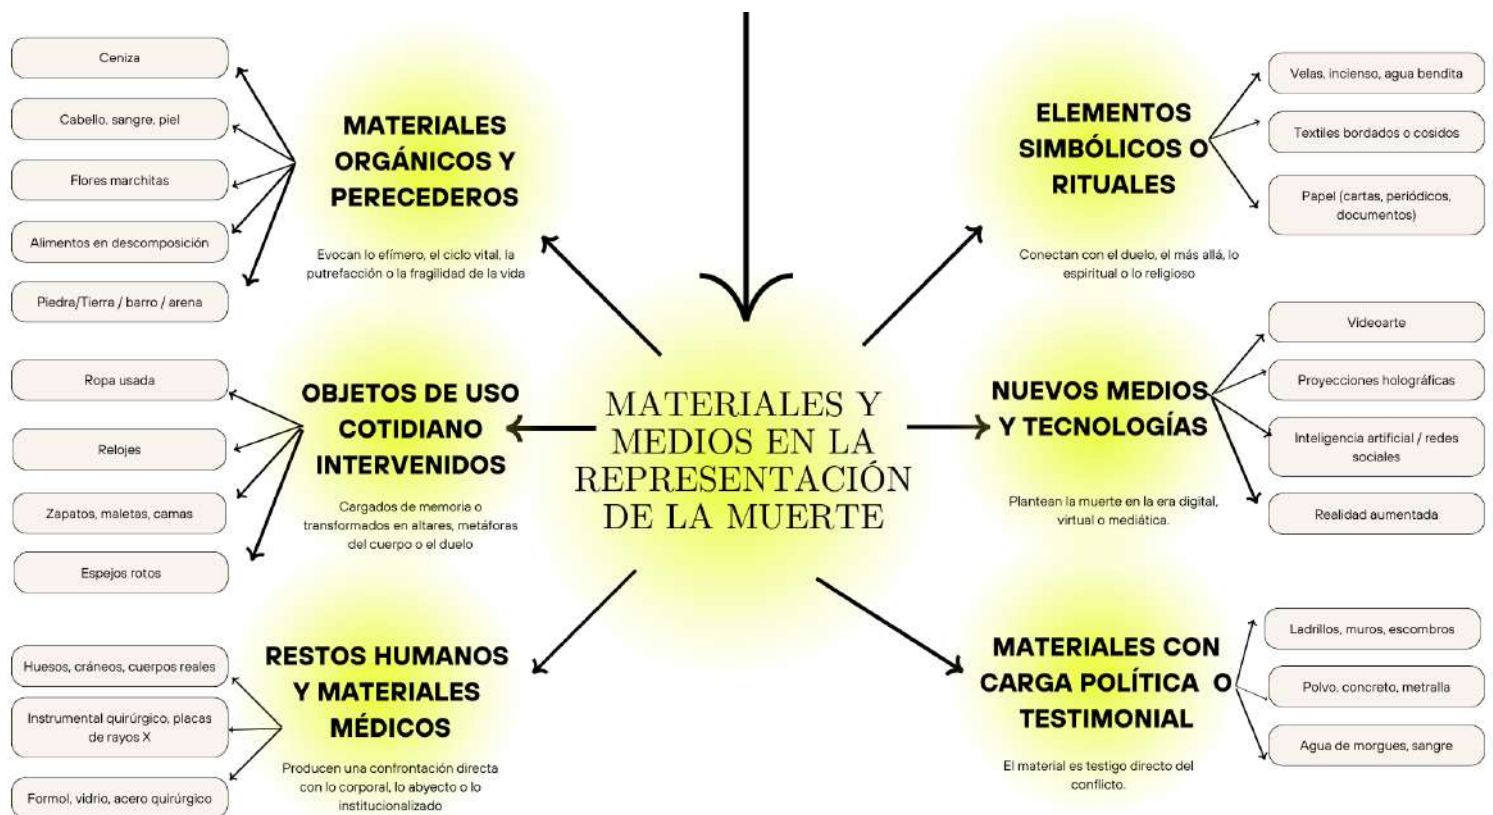 Ceniza
Cabello, sangre, piel
Flores marchitas
Alimentos en descomposición
Piedra/Tierra / barro / arena
MATERIALES
ORGÁNICOS Y
PERECEDEROS
Evocan lo efímero, el ciclo vital, la
putrefacción o la fragilidad de la vida
Ropa usada
Relojes
Zapatos, maletas, camas
Espejos rotos
OBJETOS DE USO
COTIDIANO
INTERVENIDOS
Cargados de memoria o
transformados en altares, metáforas
del cuerpo o el duelo
Huesos, cráneos, cuerpos reales
Instrumental quirúrgico, placas
de rayos X
Formol, vidrio, acero quirúrgico
RESTOS HUMANOS
Y MATERIALES
MÉDICOS
Producen una confrontación directa
con lo corporal, lo abyecto o lo
institucionalizado
MATERIALES Y
MEDIOS EN LA
REPRESENTACIÓN
DE LA MUERTE
ELEMENTOS
SIMBÓLICOS O
RITUALES
Conectan con el duelo, el más allá, lo
espiritual o lo religioso
Velas, incienso, agua bendita
Textiles bordados o cosidos
Papel (cartas, periódicos,
documentos)
NUEVOS MEDIOS
Y TECNOLOGÍAS
Plantean la muerte en la era digital,
virtual o mediática.
Videoarte
Proyecciones holográficas
Inteligencia artificial / redes
sociales
Realidad aumentada
MATERIALES CON
CARGA POLÍTICA O
TESTIMONIAL
El material es testigo directo del
conflicto.
Ladrillos, muros, escombros
Polvo, concreto, metralla
Agua de morgues, sangre